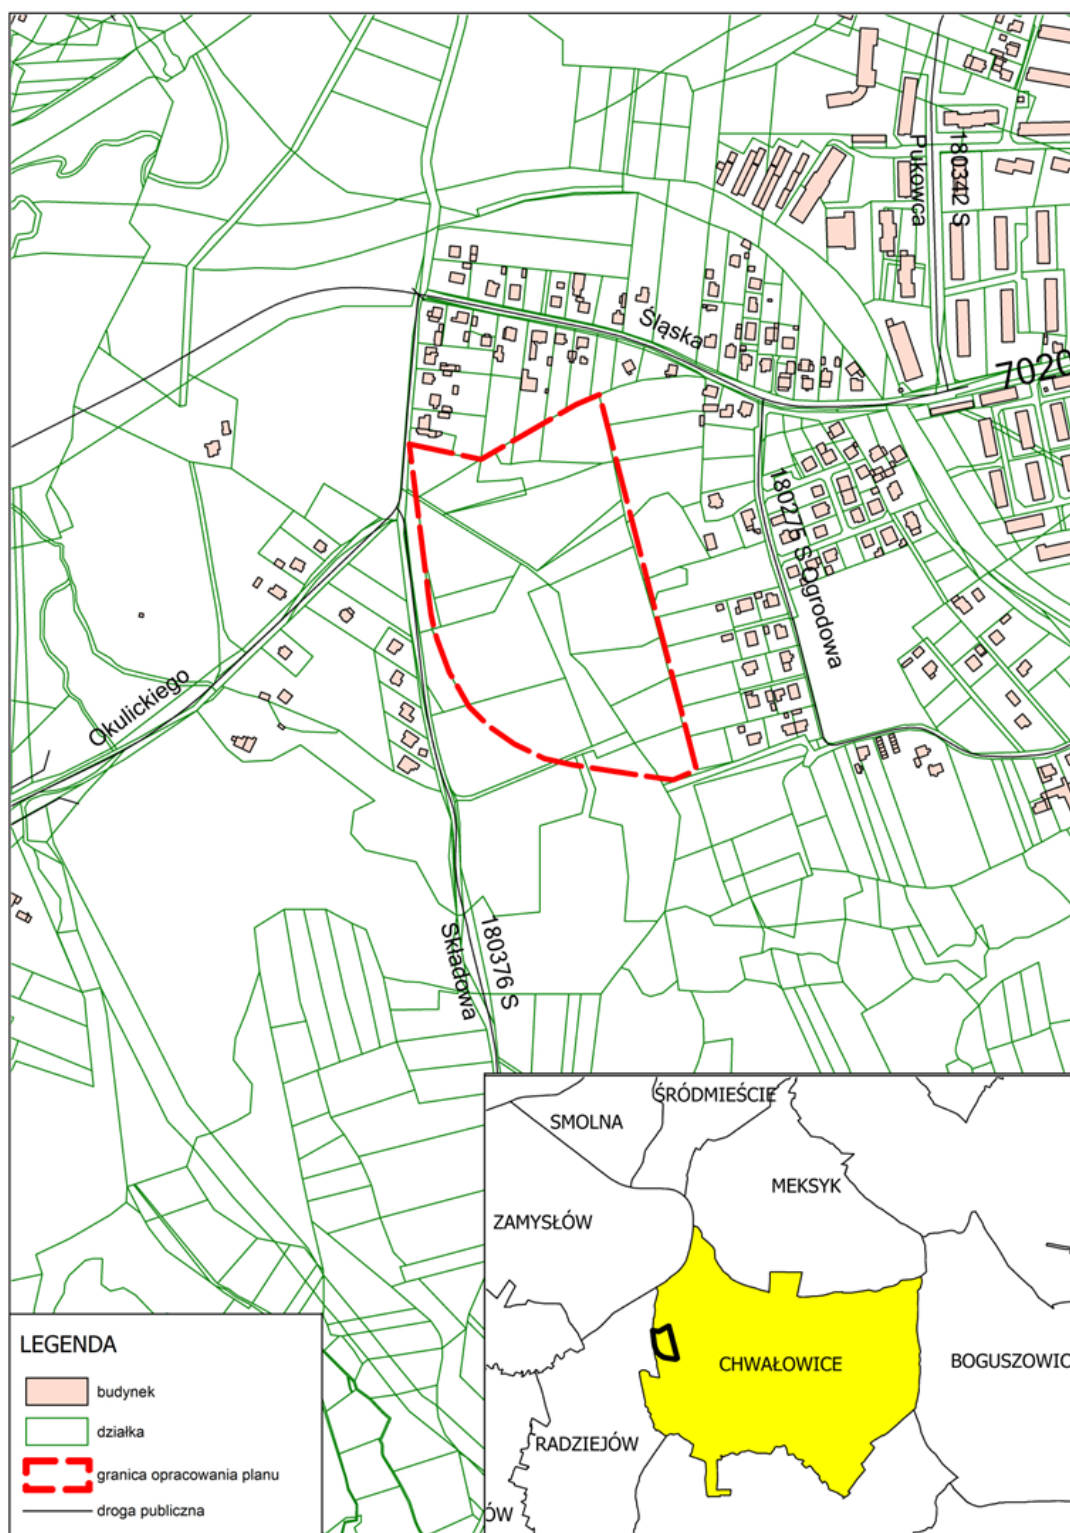 Pukowca
180342 S
Śląska
7020
180275 S Ogrodowa
Okulickiego
Składowa
180376 S
ŚRÓDMIEŚCIE
SMOLNA
MEKSYK
ZAMYSŁÓW
CHWAŁOWICE
BOGUSZOWIC
RADZIEJÓW
ÓW
LEGENDA
budynek
działka
granica opracowania planu
droga publiczna